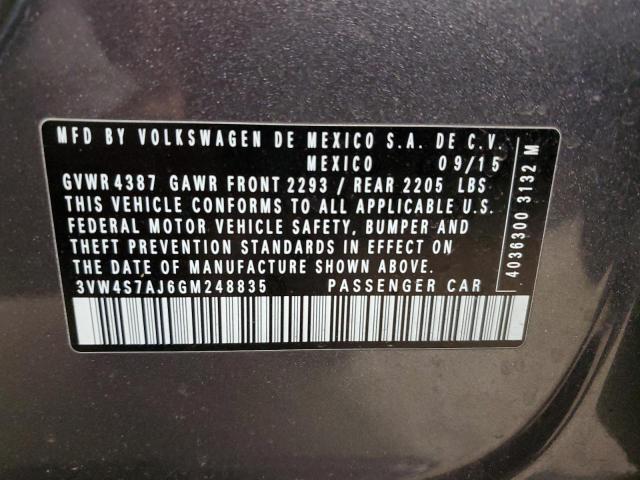 MFD BY VOLKSWAGEN DE MEXICO S.A. DE C.V.
MEXICO 09/15
GVWR 4387 GAWR FRONT 2293 / REAR 2205 LBS
THIS VEHICLE CONFORMS TO ALL APPLICABLE U.S.
FEDERAL MOTOR VEHICLE SAFETY, BUMPER AND
THEFT PREVENTION STANDARDS IN EFFECT ON
THE DATE OF MANUFACTURE SHOWN ABOVE.
3VW4S7AJ6GM248835 PASSENGER CAR
4036300 3132 M